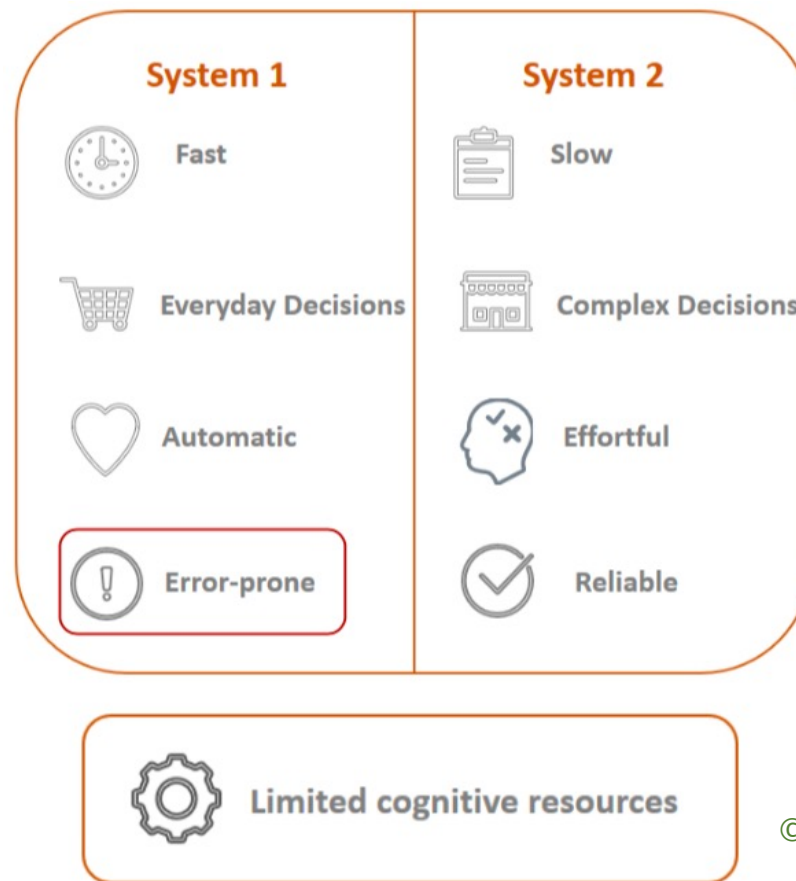 System 1
System 2
Fast
Slow
Everyday Decisions
Complex Decisions
Automatic
Effortful
Error-prone
Reliable
Limited cognitive resources
©